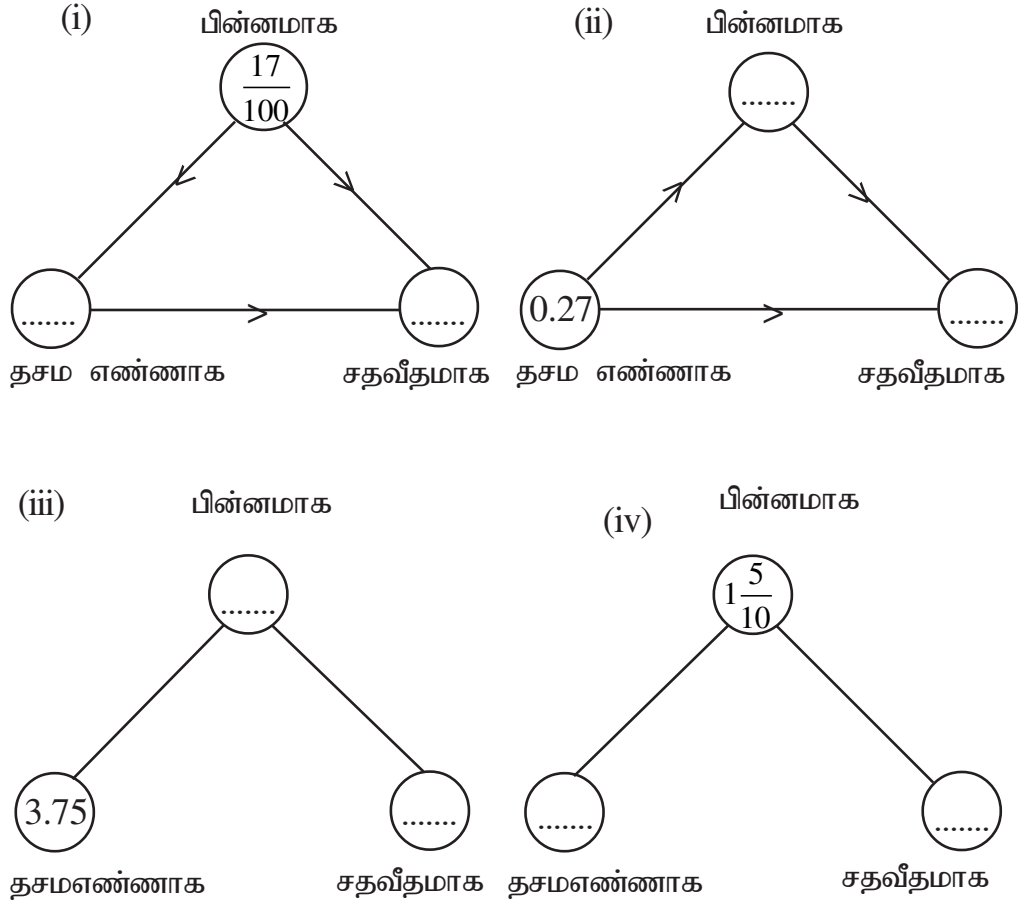 (i) பின்னமாக
17/100
.......
.......
தசம எண்ணாக சதவீதமாக
(ii) பின்னமாக
.......
0.27
.......
தசம எண்ணாக சதவீதமாக
(iii) பின்னமாக
.......
3.75
.......
தசமஎண்ணாக சதவீதமாக
(iv) பின்னமாக
1 5/10
.......
.......
தசமஎண்ணாக சதவீதமாக